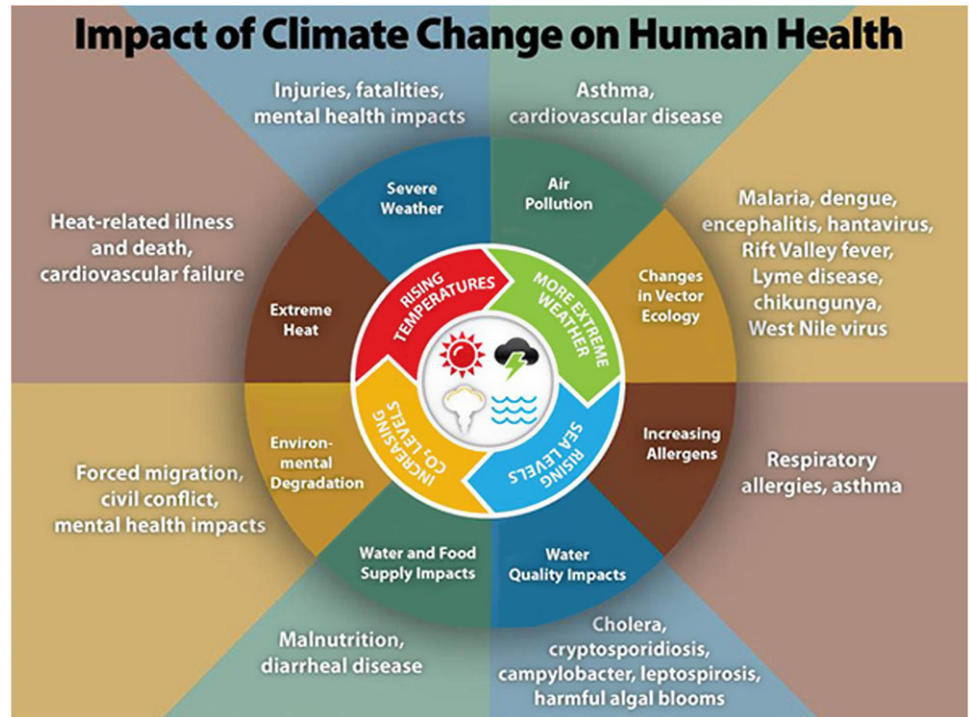 Impact of Climate Change on Human Health
Injuries, fatalities,
mental health impacts
Asthma,
cardiovascular disease
Severe
Weather
Air
Pollution
Heat-related illness
and death,
cardiovascular failure
Extreme
Heat
Malaria, dengue,
encephalitis, hantavirus,
Rift Valley fever,
Lyme disease,
chikungunya,
West Nile virus
Changes
in Vector
Ecology
RISING
TEMPERATURES
MORE EXTREME
WEATHER
INCREASING
CO₂ LEVELS
RISING
SEA LEVELS
Environ-
mental
Degradation
Forced migration,
civil conflict,
mental health impacts
Increasing
Allergens
Respiratory
allergies, asthma
Water and Food
Supply Impacts
Water
Quality Impacts
Malnutrition,
diarrheal disease
Cholera,
cryptosporidiosis,
campylobacter, leptospirosis,
harmful algal blooms